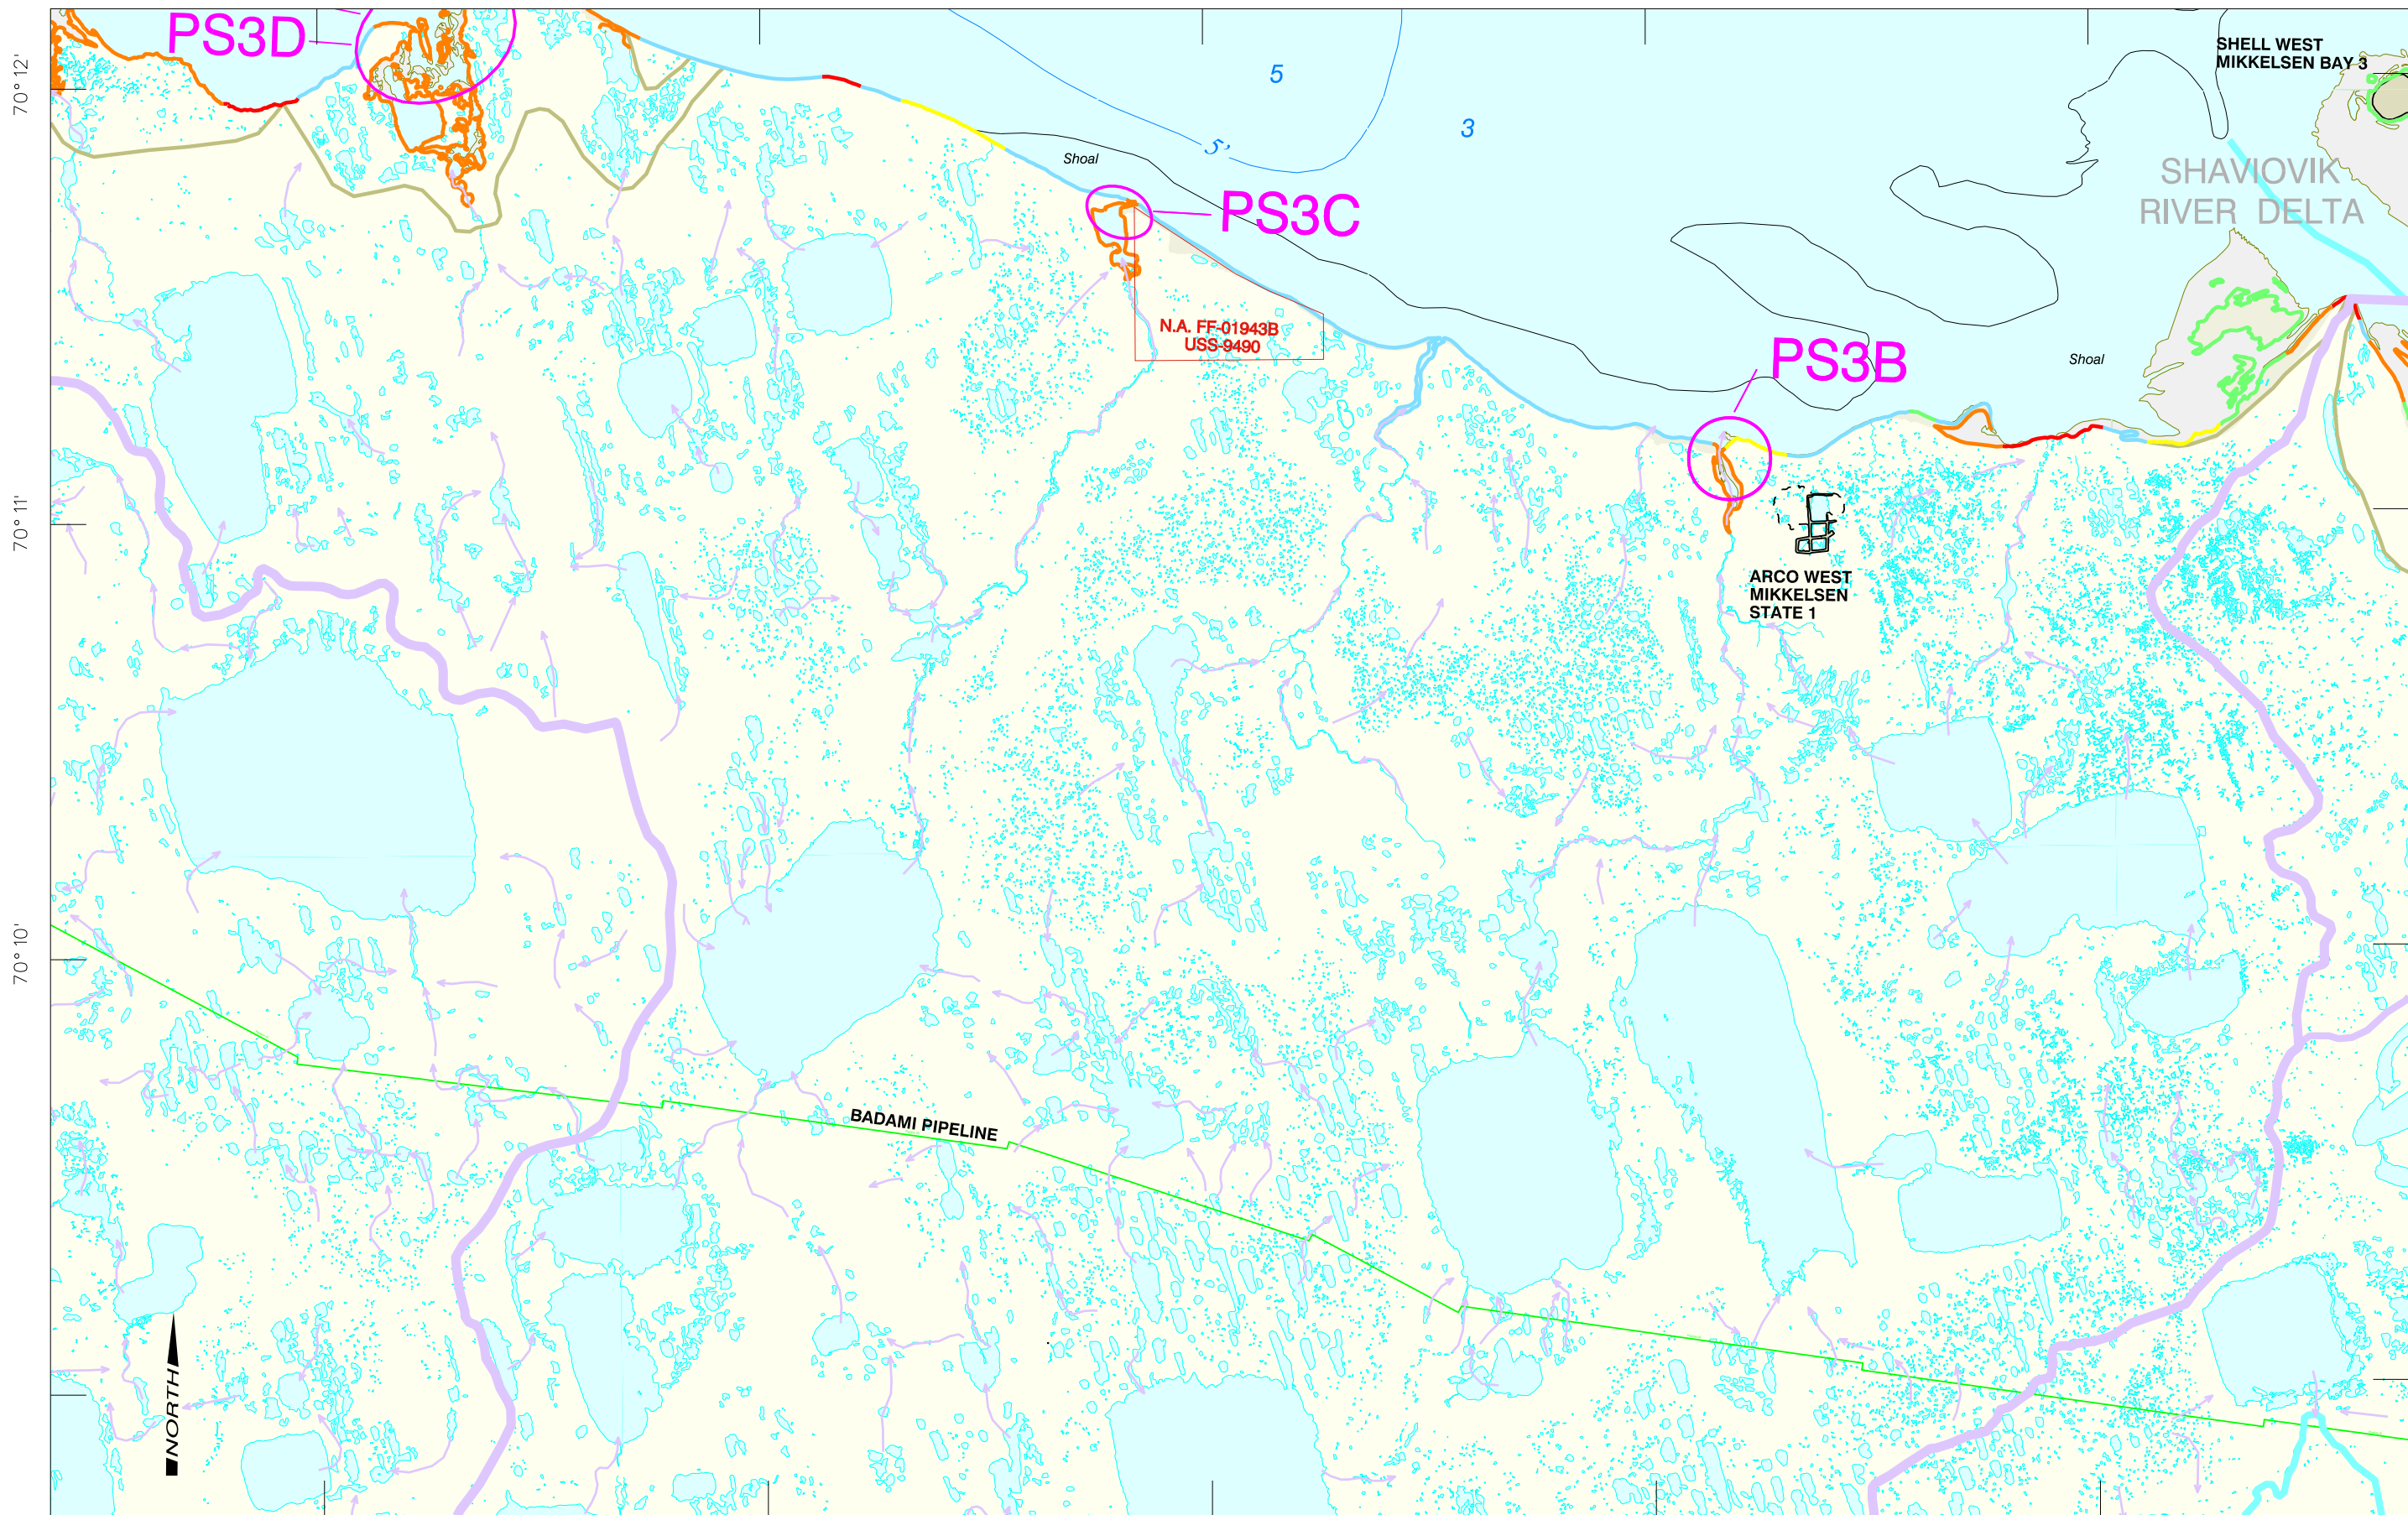 PS3D
70° 12'
5
3
5'
SHELL WEST
MIKKELSEN BAY 3
Shoal
SHAVIOVIK
RIVER DELTA
PS3C
N.A. FF-01943B
USS-9490
PS3B
Shoal
70° 11'
ARCO WEST
MIKKELSEN
STATE 1
70° 10'
BADAMI PIPELINE
NORTH